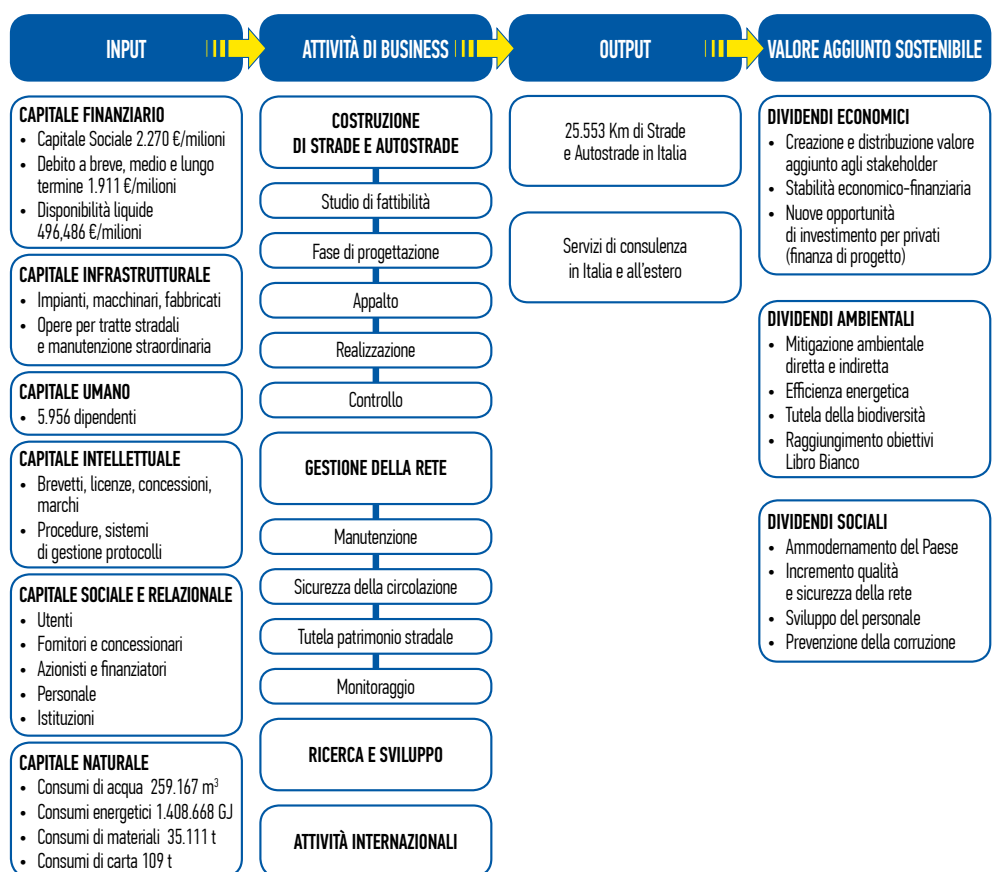 INPUT
ATTIVITÀ DI BUSINESS
OUTPUT
VALORE AGGIUNTO SOSTENIBILE
CAPITALE FINANZIARIO
• Capitale Sociale 2.270 €/milioni
• Debito a breve, medio e lungo
termine 1.911 €/milioni
• Disponibilità liquide
496,486 €/milioni
CAPITALE INFRASTRUTTURALE
• Impianti, macchinari, fabbricati
• Opere per tratte stradali
e manutenzione straordinaria
CAPITALE UMANO
• 5.956 dipendenti
CAPITALE INTELLETTUALE
• Brevetti, licenze, concessioni,
marchi
• Procedure, sistemi
di gestione protocolli
CAPITALE SOCIALE E RELAZIONALE
• Utenti
• Fornitori e concessionari
• Azionisti e finanziatori
• Personale
• Istituzioni
CAPITALE NATURALE
• Consumi di acqua 259.167 m³
• Consumi energetici 1.408.668 GJ
• Consumi di materiali 35.111 t
• Consumi di carta 109 t
COSTRUZIONE
DI STRADE E AUTOSTRADE
Studio di fattibilità
Fase di progettazione
Appalto
Realizzazione
Controllo
GESTIONE DELLA RETE
Manutenzione
Sicurezza della circolazione
Tutela patrimonio stradale
Monitoraggio
RICERCA E SVILUPPO
ATTIVITÀ INTERNAZIONALI
25.553 Km di Strade
e Autostrade in Italia
Servizi di consulenza
in Italia e all'estero
DIVIDENDI ECONOMICI
• Creazione e distribuzione valore
aggiunto agli stakeholder
• Stabilità economico-finanziaria
• Nuove opportunità
di investimento per privati
(finanza di progetto)
DIVIDENDI AMBIENTALI
• Mitigazione ambientale
diretta e indiretta
• Efficienza energetica
• Tutela della biodiversità
• Raggiungimento obiettivi
Libro Bianco
DIVIDENDI SOCIALI
• Ammodernamento del Paese
• Incremento qualità
e sicurezza della rete
• Sviluppo del personale
• Prevenzione della corruzione